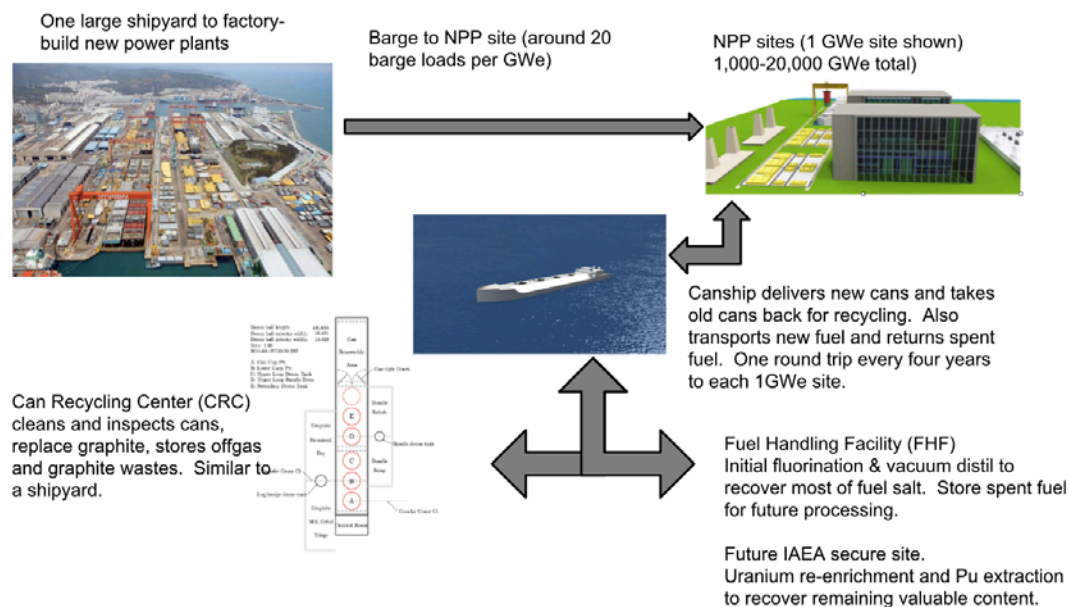 One large shipyard to factory-
build new power plants
Barge to NPP site (around 20
barge loads per GWe)
NPP sites (1 GWe site shown)
1,000-20,000 GWe total)
Canship delivers new cans and takes
old cans back for recycling.  Also
transports new fuel and returns spent
fuel.  One round trip every four years
to each 1GWe site.
Can Recycling Center (CRC)
cleans and inspects cans,
replace graphite, stores offgas
and graphite wastes.  Similar to
a shipyard.
Can
Area
E
D
C
B
A
Fuel Handling Facility (FHF)
Initial fluorination & vacuum distil to
recover most of fuel salt.  Store spent fuel
for future processing.
Future IAEA secure site.
Uranium re-enrichment and Pu extraction
to recover remaining valuable content.